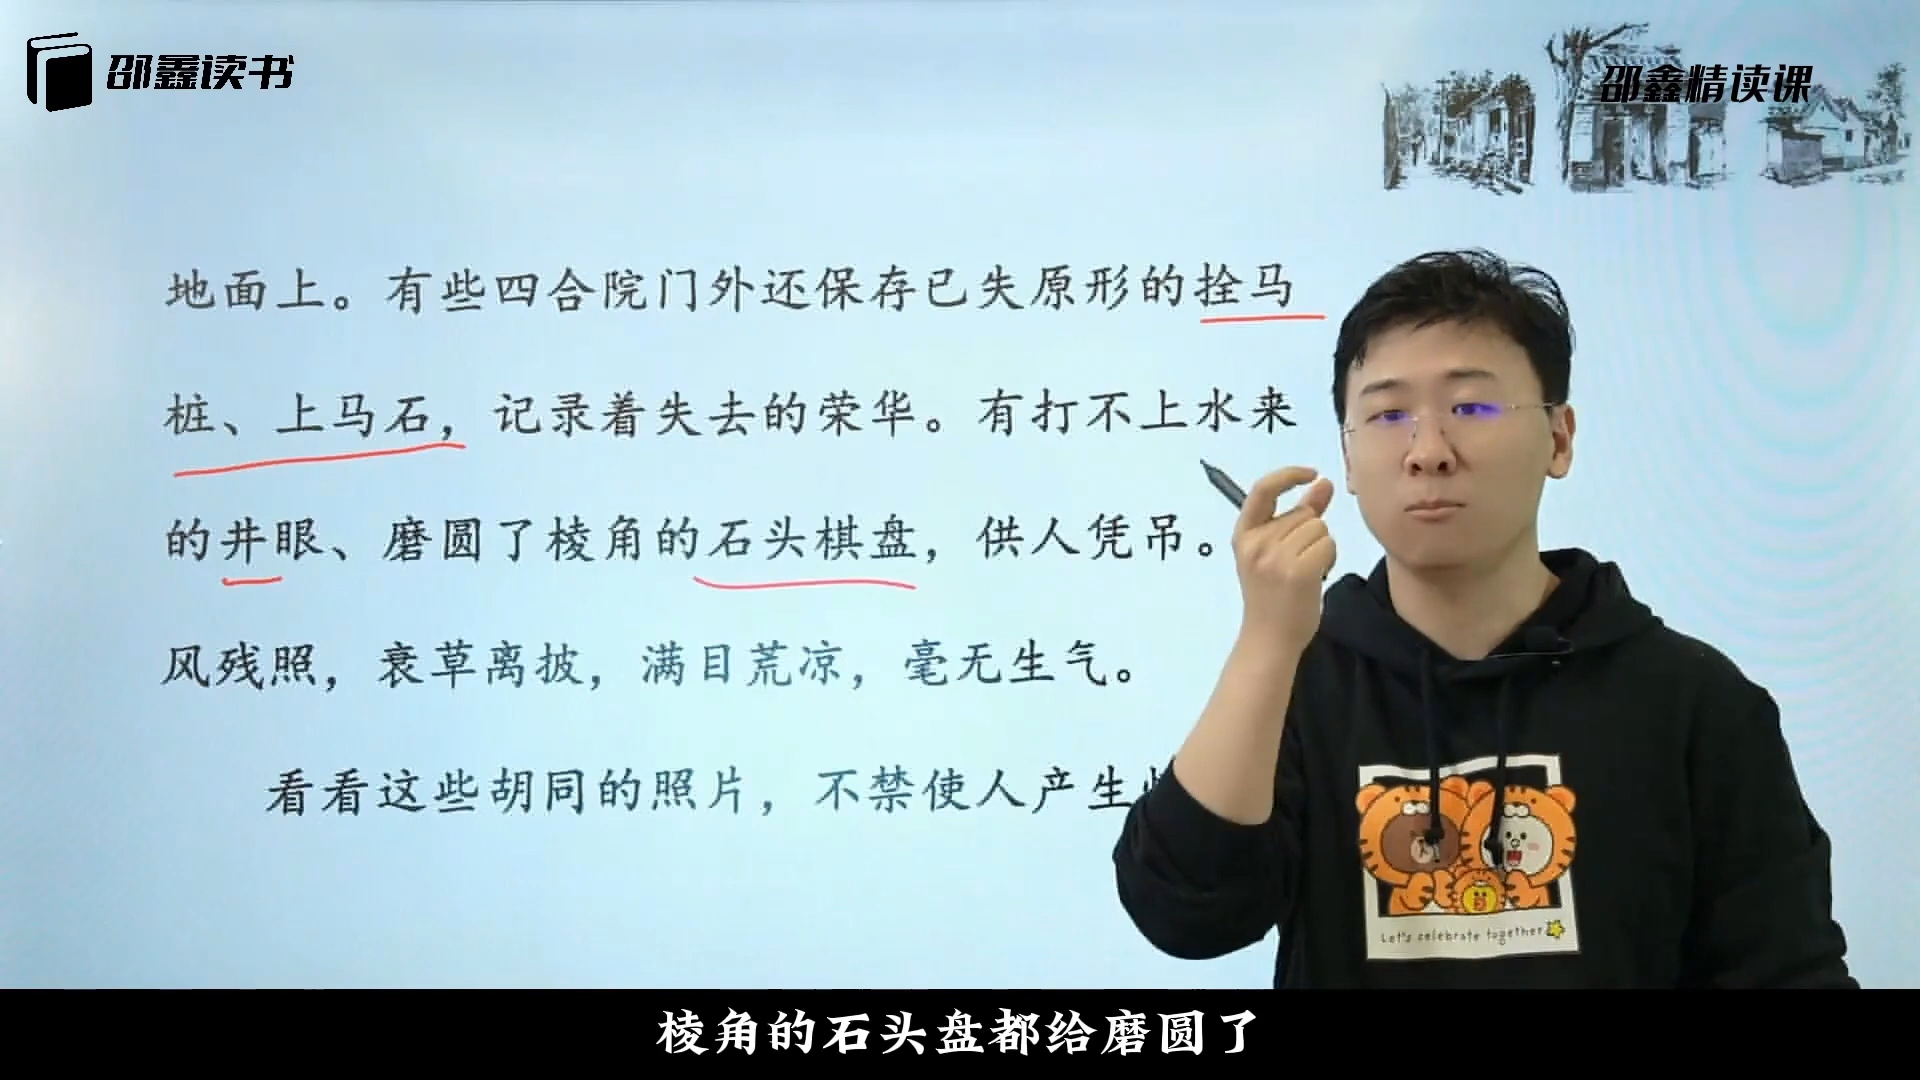 邵鑫读书
邵鑫精读课
地面上。有些四合院门外还保存已失原形的拴马
桩、上马石，记录着失去的荣华。有打不上水来
的井眼、磨圆了棱角的石头棋盘，供人凭吊。
风残照，衰草离披，满目荒凉，毫无生气。
看看这些胡同的照片，不禁使人产生
Let's celebrate together
棱角的石头盘都给磨圆了